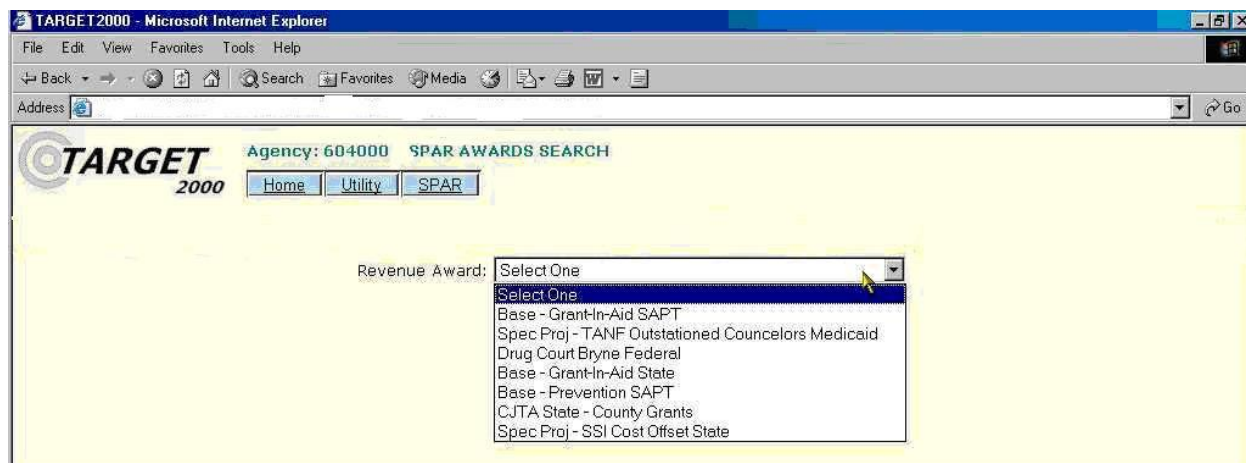 TARGET2000 - Microsoft Internet Explorer
File Edit View Favorites Tools Help
Back Search Favorites Media W
Address Go
TARGET 2000
Agency: 604000 SPAR AWARDS SEARCH
Home Utility SPAR
Revenue Award: Select One
Select One
Base - Grant-In-Aid SAPT
Spec Proj - TANF Outstationed Councelors Medicaid
Drug Court Bryne Federal
Base - Grant-In-Aid State
Base - Prevention SAPT
CJTA State - County Grants
Spec Proj - SSI Cost Offset State